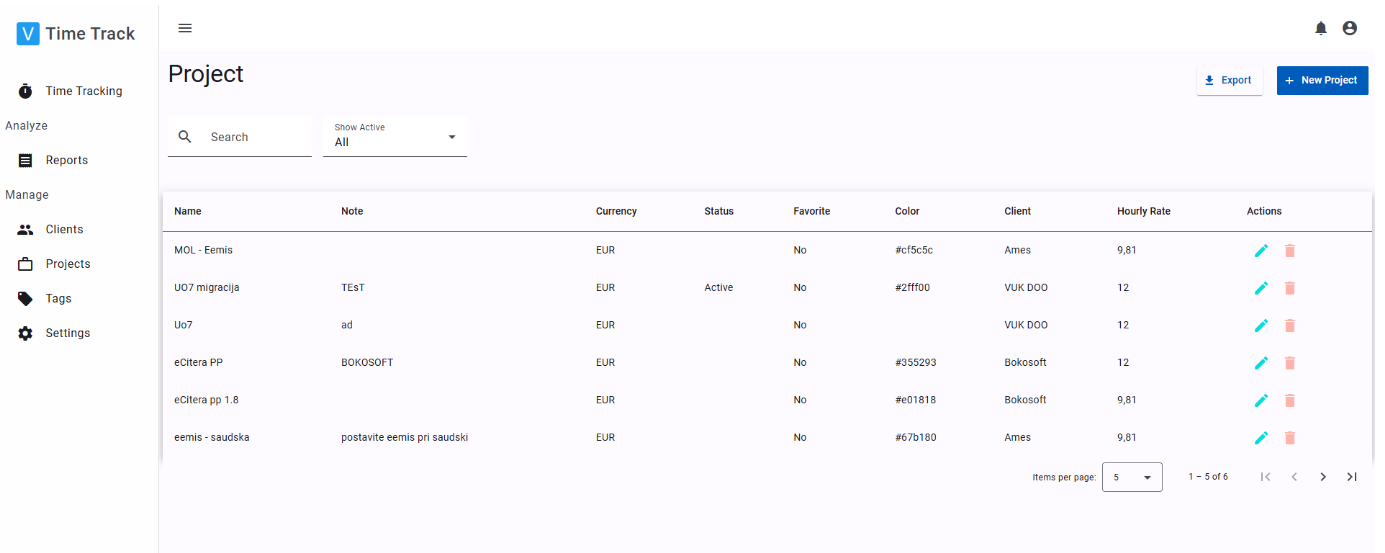 V Time Track
Project
Export
+ New Project
Time Tracking
Analyze
Reports
Manage
Clients
Projects
Tags
Settings
Search
Show Active
All
Name Note Currency Status Favorite Color Client Hourly Rate Actions
MOL - Eemis EUR No #cf5c5c Ames 9,81
UO7 migracija TEsT EUR Active No #2fff00 VUK DOO 12
Uo7 ad EUR No VUK DOO 12
eCitera PP BOKOSOFT EUR No #355293 Bokosoft 12
eCitera pp 1.8 EUR No #e01818 Bokosoft 9,81
eemis - saudska postavite eemis pri saudski EUR No #67b180 Ames 9,81
Items per page: 5 1 – 5 of 6